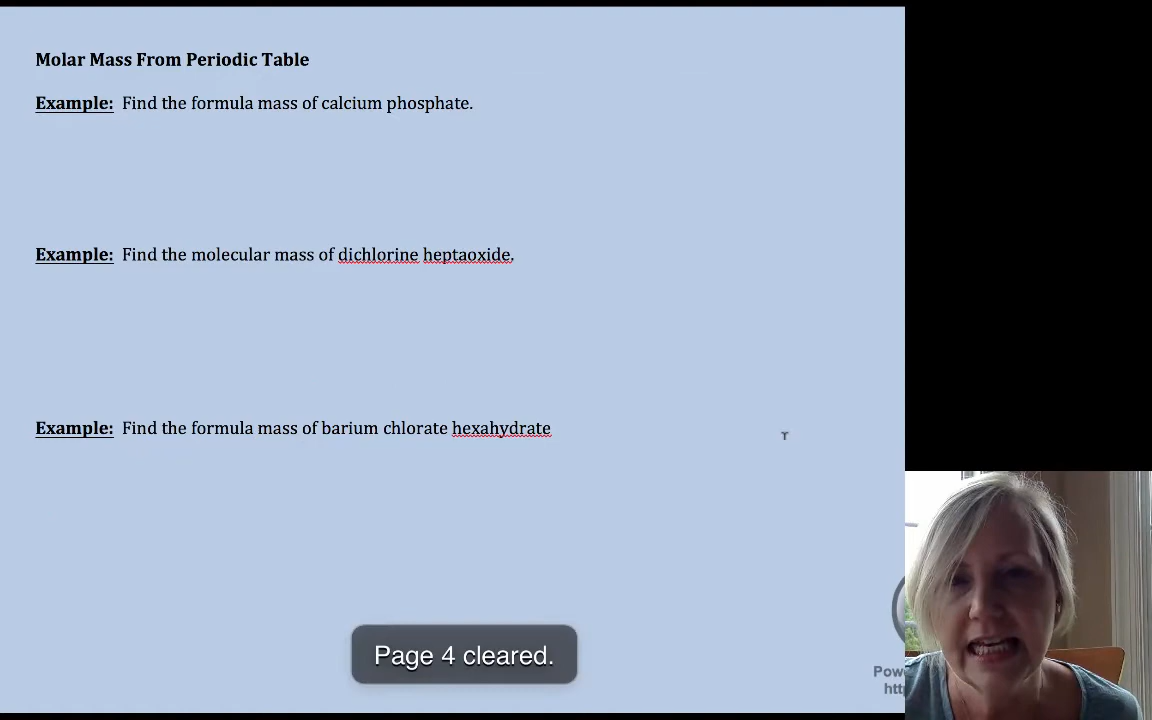 Molar Mass From Periodic Table
Example: Find the formula mass of calcium phosphate.
Example: Find the molecular mass of dichlorine heptaoxide.
Example: Find the formula mass of barium chlorate hexahydrate
Page 4 cleared.